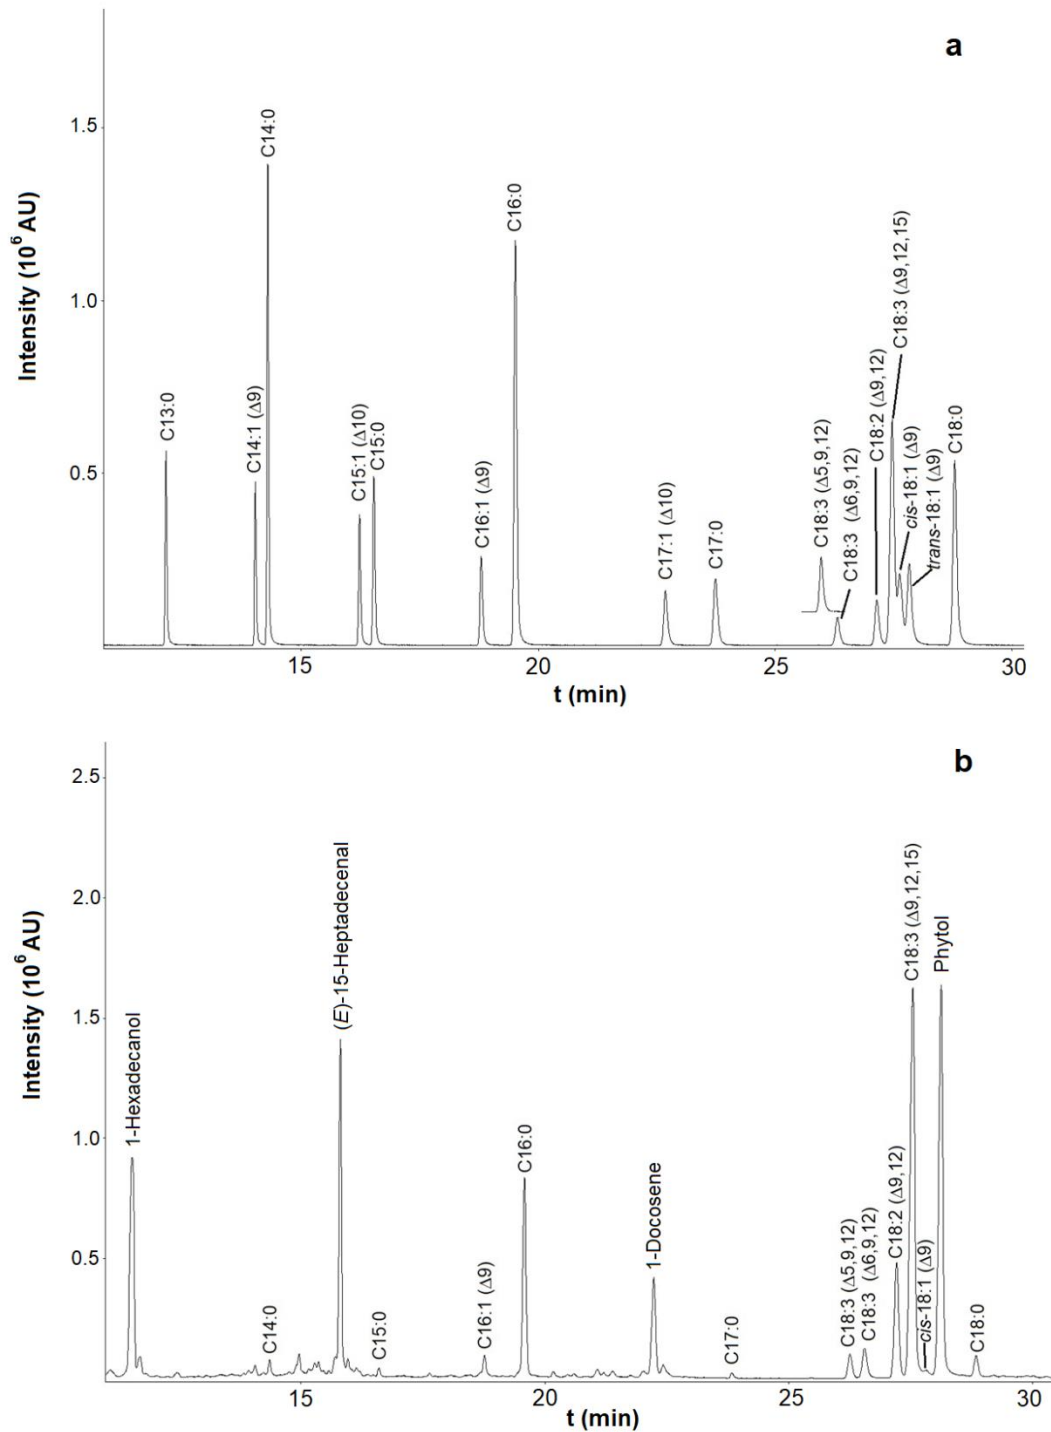 a
Intensity (10⁶ AU)
1.5
1.0
0.5
C13:0
C14:1 (Δ9)
C14:0
C15:1 (Δ10)
C15:0
C16:1 (Δ9)
C16:0
C17:1 (Δ10)
C17:0
C18:3 (Δ5,9,12)
C18:3 (Δ6,9,12)
C18:2 (Δ9,12)
C18:3 (Δ9,12,15)
cis-18:1 (Δ9)
trans-18:1 (Δ9)
C18:0
15
20
25
30
t (min)
b
Intensity (10⁶ AU)
2.5
2.0
1.5
1.0
0.5
1-Hexadecanol
C14:0
(E)-15-Heptadecenal
C15:0
C16:1 (Δ9)
C16:0
1-Docosene
C17:0
C18:3 (Δ5,9,12)
C18:3 (Δ6,9,12)
C18:2 (Δ9,12)
C18:3 (Δ9,12,15)
cis-18:1 (Δ9)
Phytol
C18:0
15
20
25
30
t (min)